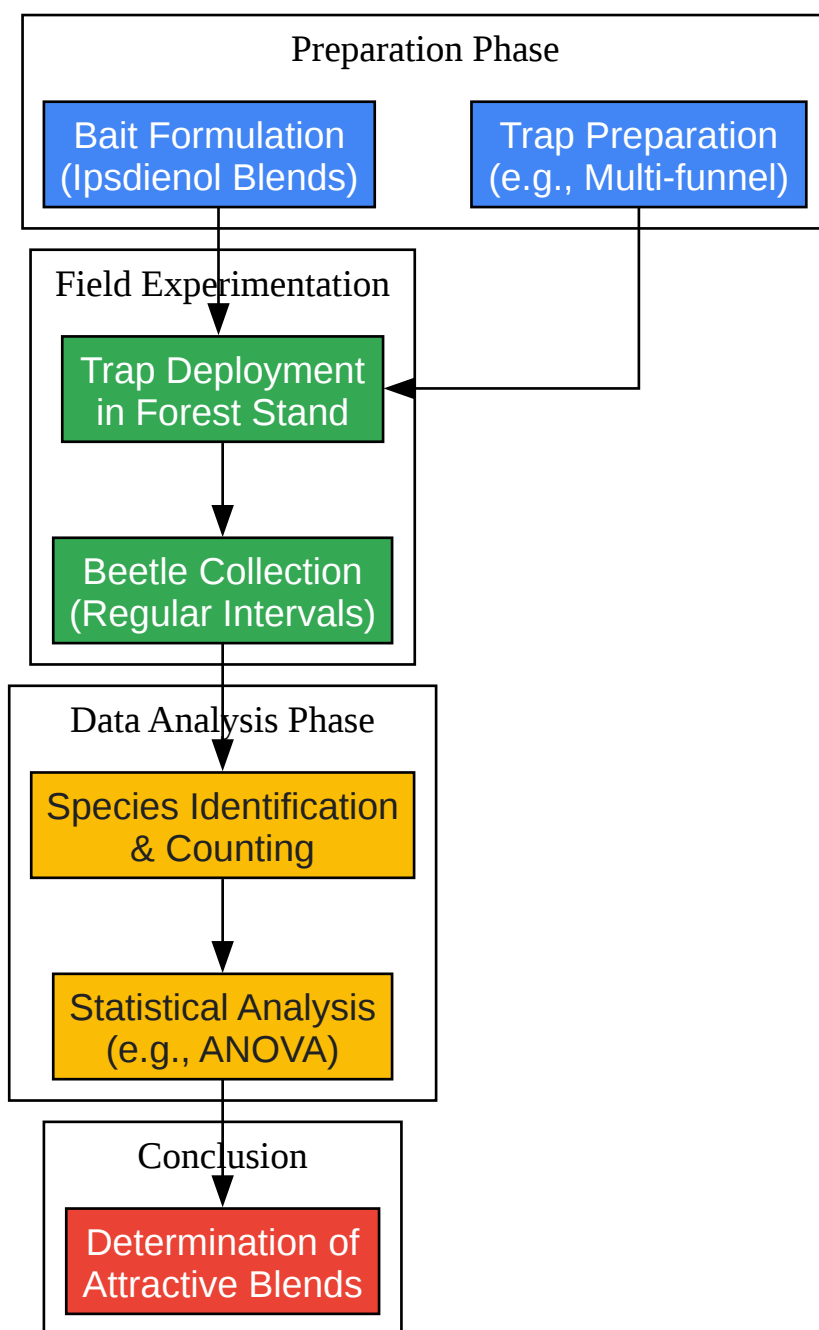 Preparation Phase
Bait Formulation
(Ipsdienol Blends)
Trap Preparation
(e.g., Multi-funnel)
Field Experimentation
Trap Deployment
in Forest Stand
Beetle Collection
(Regular Intervals)
Data Analysis Phase
Species Identification
& Counting
Statistical Analysis
(e.g., ANOVA)
Conclusion
Determination of
Attractive Blends